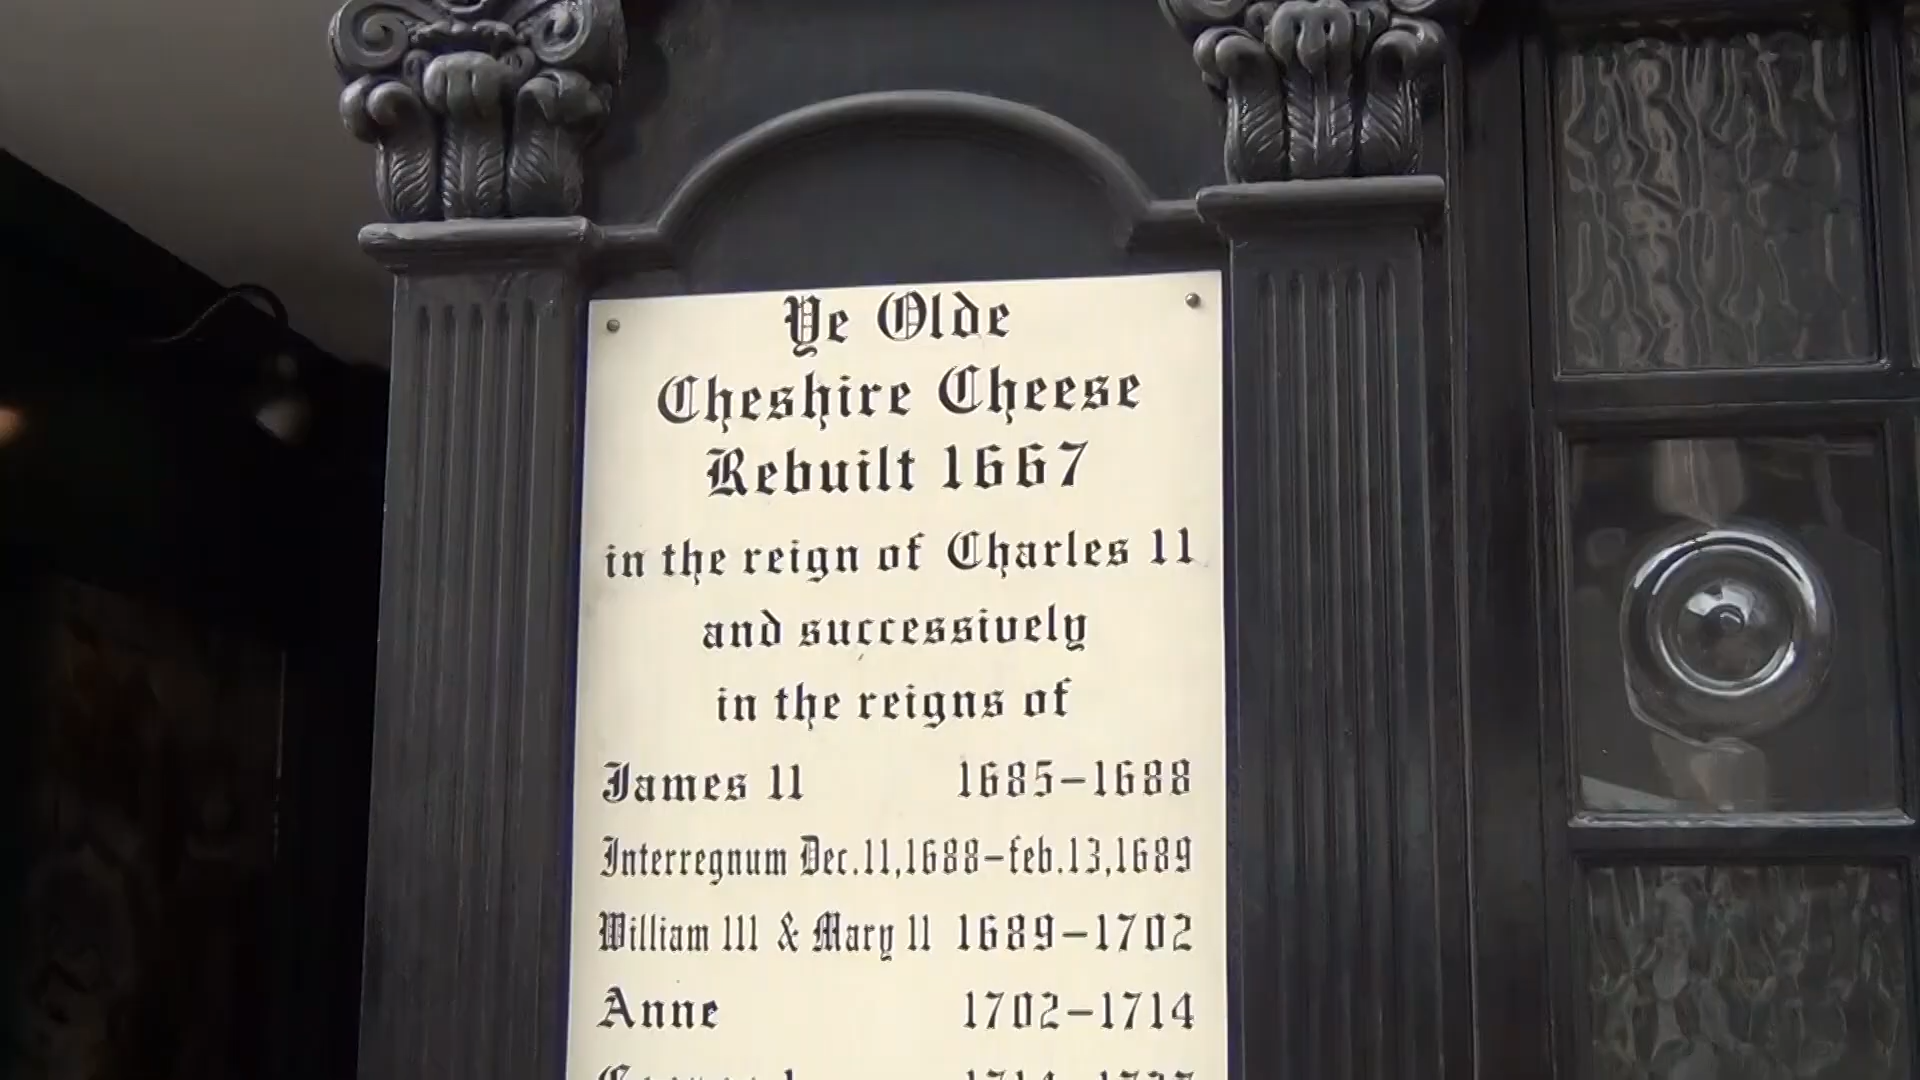 Ye Olde
Cheshire Cheese
Rebuilt 1667
in the reign of Charles 11
and successively
in the reigns of
James 11 1685-1688
Interregnum Dec.11,1688-feb.13,1689
William 111 & Mary 11 1689-1702
Anne 1702-1714